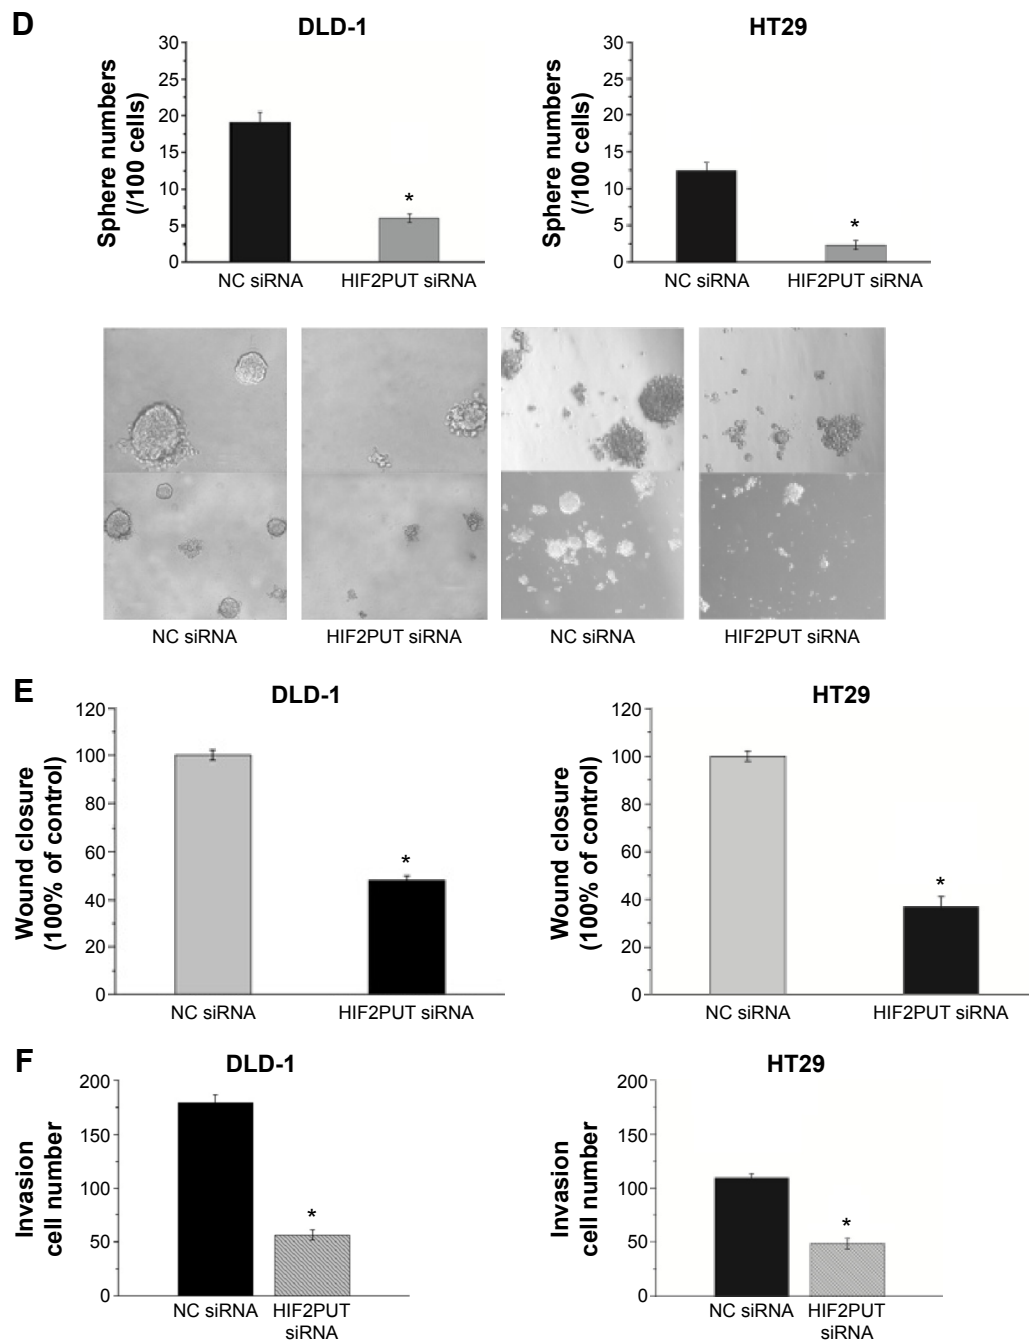 D
DLD-1
HT29
Sphere numbers
(/100 cells)
30
25
20
15
10
5
0
*
NC siRNA HIF2PUT siRNA
Sphere numbers
(/100 cells)
30
25
20
15
10
5
0
*
NC siRNA HIF2PUT siRNA
NC siRNA HIF2PUT siRNA NC siRNA HIF2PUT siRNA
E
DLD-1
HT29
Wound closure
(100% of control)
120
100
80
60
40
20
0
*
NC siRNA HIF2PUT siRNA
Wound closure
(100% of control)
120
100
80
60
40
20
0
*
NC siRNA HIF2PUT siRNA
F
DLD-1
HT29
Invasion
cell number
200
150
100
50
0
*
NC siRNA HIF2PUT
siRNA
Invasion
cell number
200
150
100
50
0
*
NC siRNA HIF2PUT
siRNA